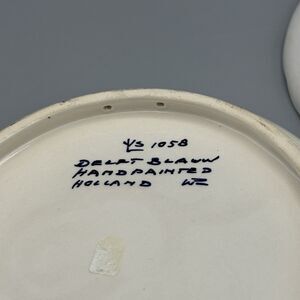 1058
DELFT BLAUW
HANDPAINTED
HOLLAND